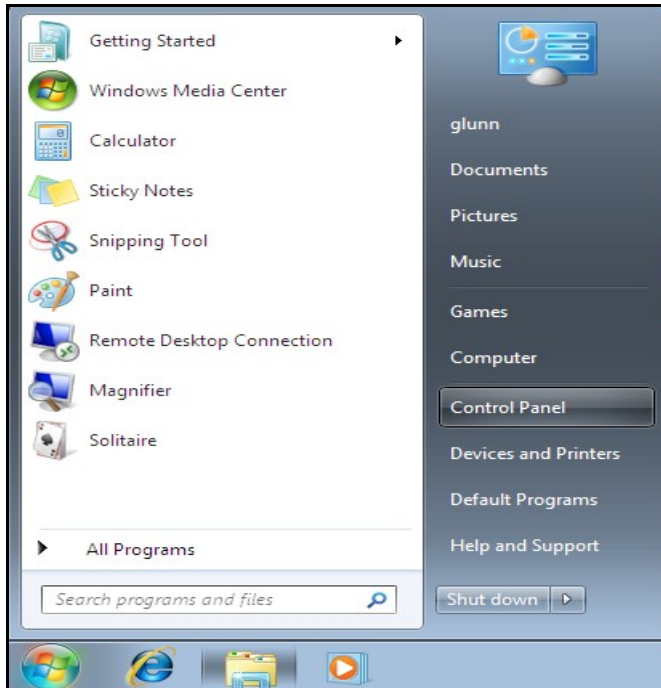 Getting Started
Windows Media Center
Calculator
Sticky Notes
Snipping Tool
Paint
Remote Desktop Connection
Magnifier
Solitaire
All Programs
Search programs and files
glunn
Documents
Pictures
Music
Games
Computer
Control Panel
Devices and Printers
Default Programs
Help and Support
Shut down